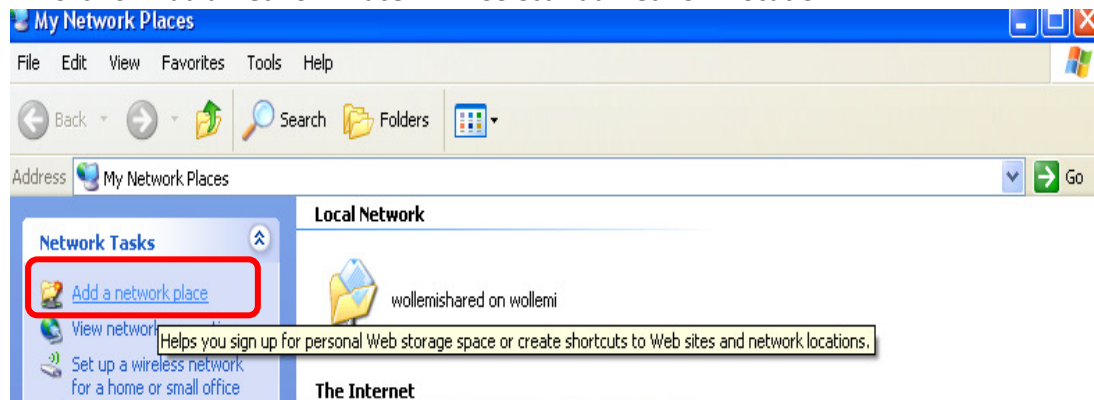 My Network Places
File Edit View Favorites Tools Help
Back Search Folders
Address My Network Places Go
Network Tasks
Add a network place
View network
Set up a wireless network
for a home or small office
Local Network
wollemishared on wollemi
Helps you sign up for personal Web storage space or create shortcuts to Web sites and network locations.
The Internet